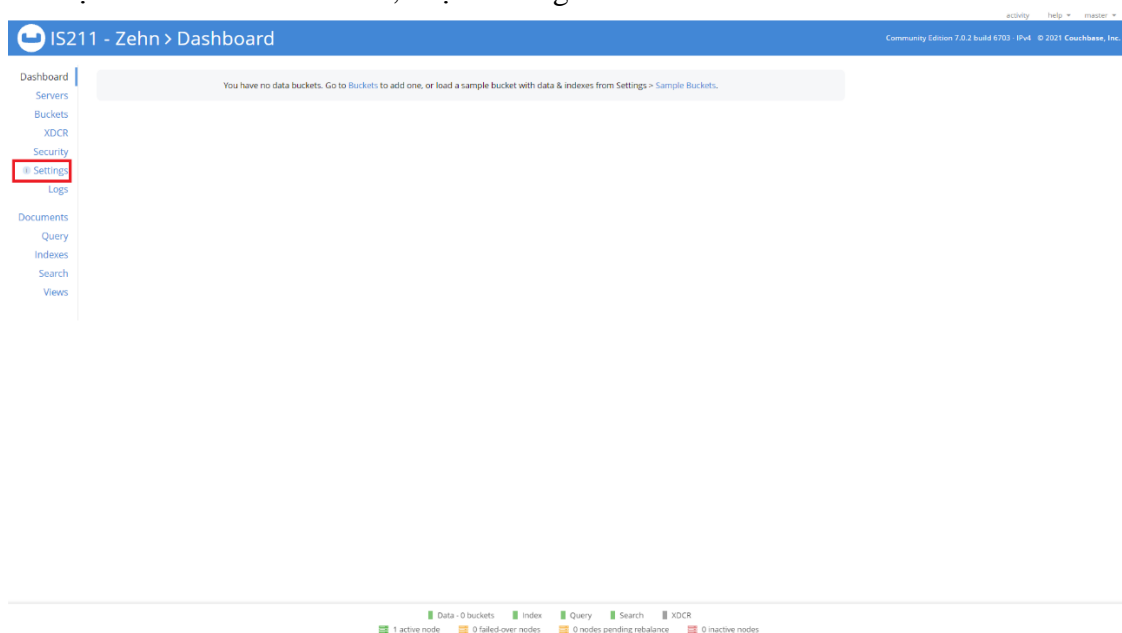 activity help master
IS211 - Zehn > Dashboard
Community Edition 7.0.2 build 6703 - IPv4 © 2021 Couchbase, Inc.
Dashboard
Servers
Buckets
XDCR
Security
Settings
Logs
Documents
Query
Indexes
Search
Views
You have no data buckets. Go to Buckets to add one, or load a sample bucket with data & indexes from Settings > Sample Buckets.
Data - 0 buckets Index Query Search XDCR
1 active node 0 failed-over nodes 0 nodes pending rebalance 0 inactive nodes